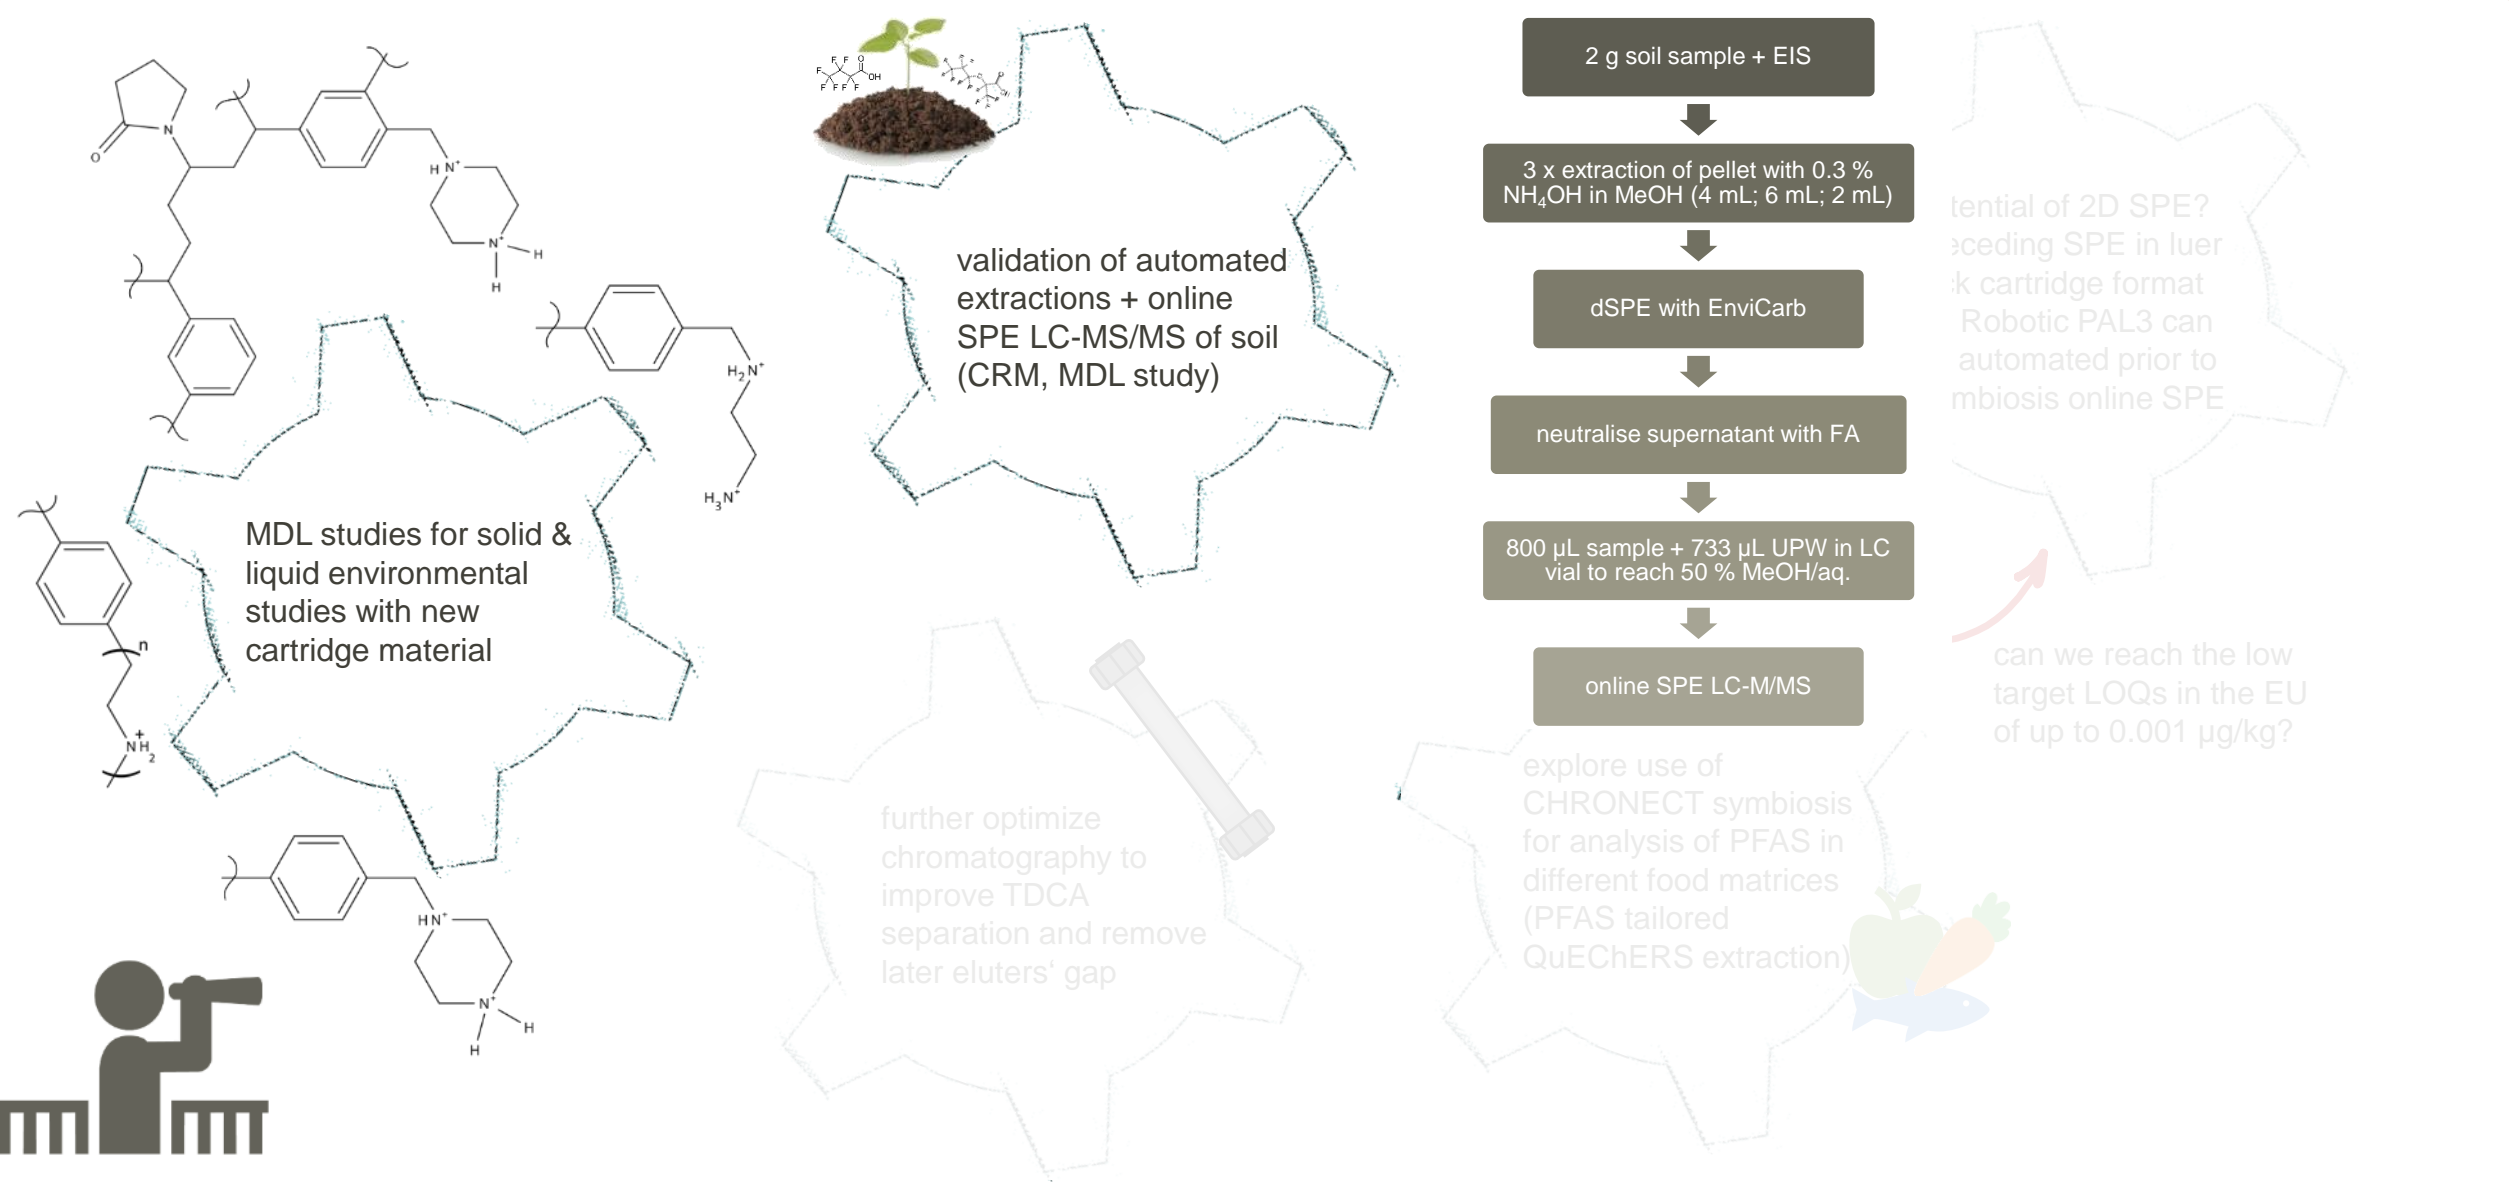 MDL studies for solid &
liquid environmental
studies with new
cartridge material
N
O
H N+
N+
H
H
H2N+
H3N+
n
+
NH2
HN+
N+
H
H
F F F O
F OH
F F F F
validation of automated
extractions + online
SPE LC-MS/MS of soil
(CRM, MDL study)
2 g soil sample + EIS
3 x extraction of pellet with 0.3 %
NH4OH in MeOH (4 mL; 6 mL; 2 mL)
dSPE with EnviCarb
neutralise supernatant with FA
800 µL sample + 733 µL UPW in LC
vial to reach 50 % MeOH/aq.
online SPE LC-M/MS
tential of 2D SPE?
eceding SPE in luer
k cartridge format
Robotic PAL3 can
automated prior to
mbiosis online SPE
can we reach the low
target LOQs in the EU
of up to 0.001 µg/kg?
further optimize
chromatography to
improve TDCA
separation and remove
later eluters‘ gap
explore use of
CHRONECT symbiosis
for analysis of PFAS in
different food matrices
(PFAS tailored
QuEChERS extraction)